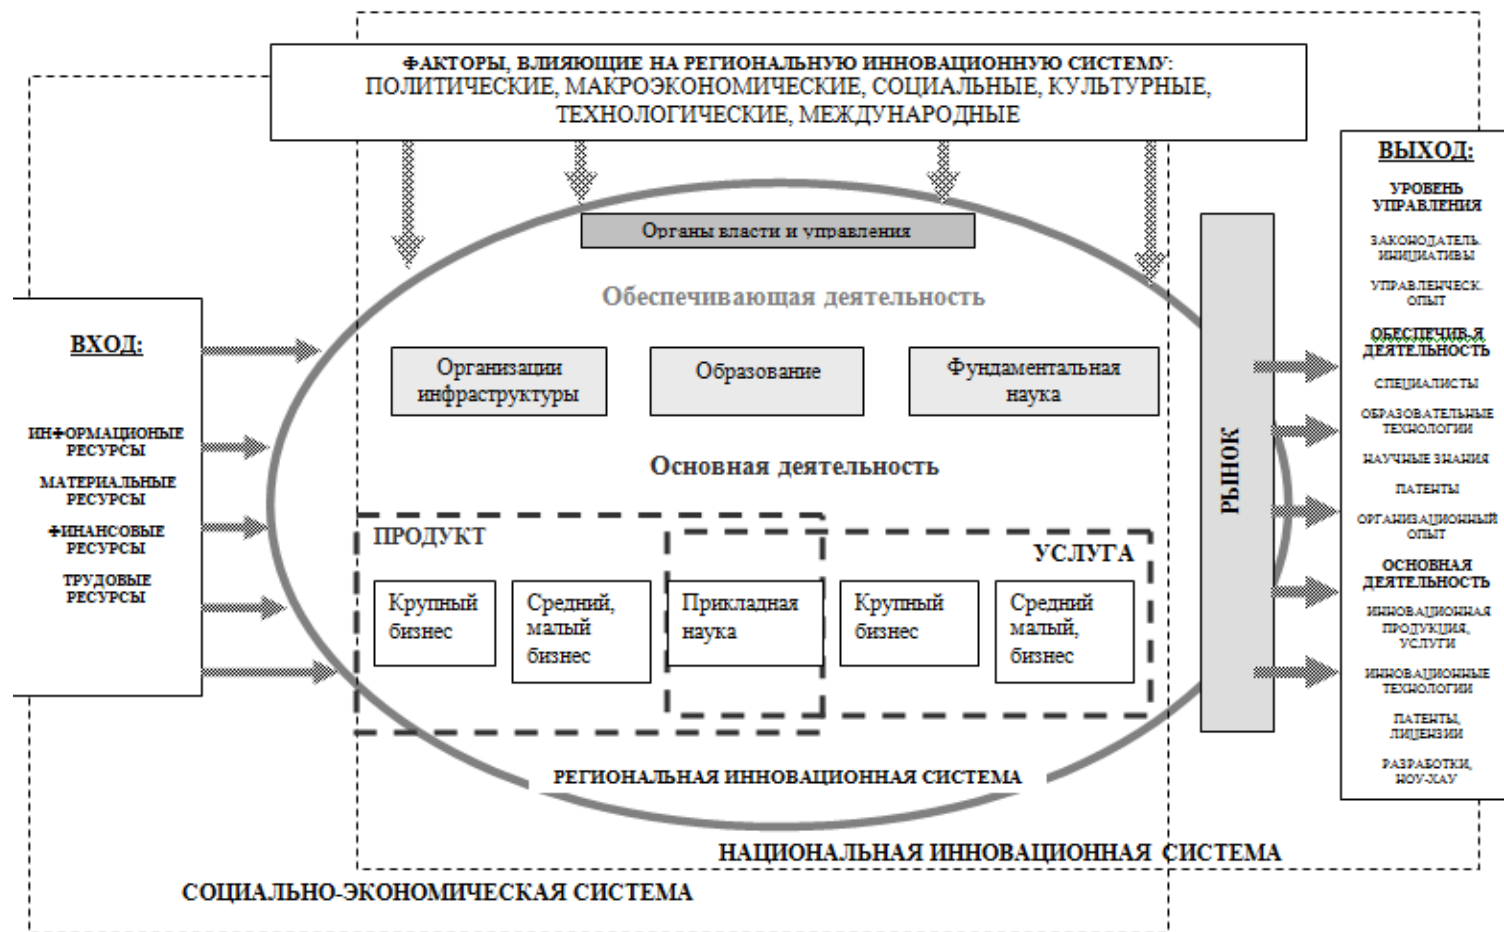 ФАКТОРЫ, ВЛИЯЮЩИЕ НА РЕГИОНАЛЬНУЮ ИННОВАЦИОННУЮ СИСТЕМУ:
ПОЛИТИЧЕСКИЕ, МАКРОЭКОНОМИЧЕСКИЕ, СОЦИАЛЬНЫЕ, КУЛЬТУРНЫЕ,
ТЕХНОЛОГИЧЕСКИЕ, МЕЖДУНАРОДНЫЕ
ВХОД:
ИНФОРМАЦИОНЫЕ
РЕСУРСЫ
МАТЕРИАЛЬНЫЕ
РЕСУРСЫ
ФИНАНСОВЫЕ
РЕСУРСЫ
ТРУДОВЫЕ
РЕСУРСЫ
Органы власти и управления
Обеспечивающая деятельность
Организации
инфраструктуры
Образование
Фундаментальная
наука
Основная деятельность
ПРОДУКТ
УСЛУГА
Крупный
бизнес
Средний,
малый
бизнес
Прикладная
наука
Крупный
бизнес
Средний
малый,
бизнес
РЕГИОНАЛЬНАЯ ИННОВАЦИОННАЯ СИСТЕМА
НАЦИОНАЛЬНАЯ ИННОВАЦИОННАЯ СИСТЕМА
СОЦИАЛЬНО-ЭКОНОМИЧЕСКАЯ СИСТЕМА
РЫНОК
ВЫХОД:
УРОВЕНЬ
УПРАВЛЕНИЯ
ЗАКОНОДАТЕЛЬ.
ИНИЦИАТИВЫ
УПРАВЛЕНЧЕСК.
ОПЫТ
ОБЕСПЕЧИВ-Я
ДЕЯТЕЛЬНОСТЬ
СПЕЦИАЛИСТЫ
ОБРАЗОВАТЕЛЬНЫЕ
ТЕХНОЛОГИИ
НАУЧНЫЕ ЗНАНИЯ
ПАТЕНТЫ
ОРГАНИЗАЦИОННЫЙ
ОПЫТ
ОСНОВНАЯ
ДЕЯТЕЛЬНОСТЬ
ИННОВАЦИОННАЯ
ПРОДУКЦИЯ,
УСЛУГИ
ИННОВАЦИОННЫЕ
ТЕХНОЛОГИИ
ПАТЕНТЫ,
ЛИЦЕНЗИИ
РАЗРАБОТКИ,
НОУ-ХАУ